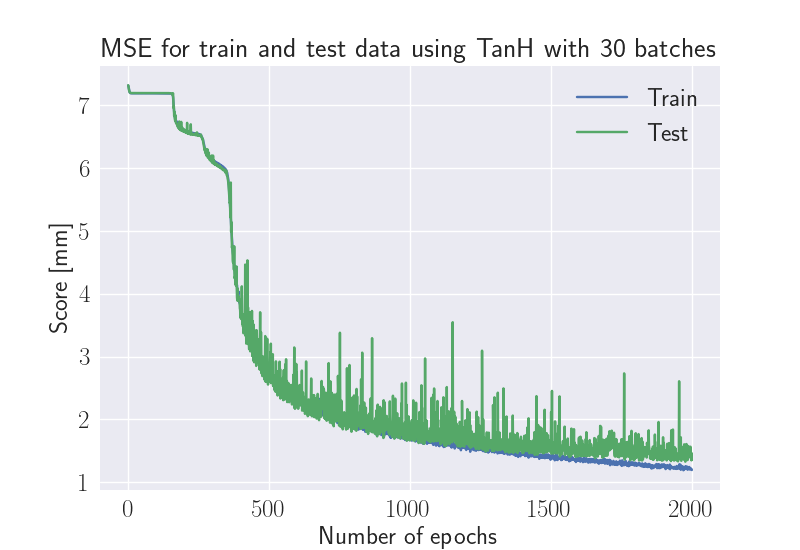 MSE for train and test data using TanH with 30 batches
Train
Test
7
6
5
4
3
2
1
Score [mm]
0 500 1000 1500 2000
Number of epochs